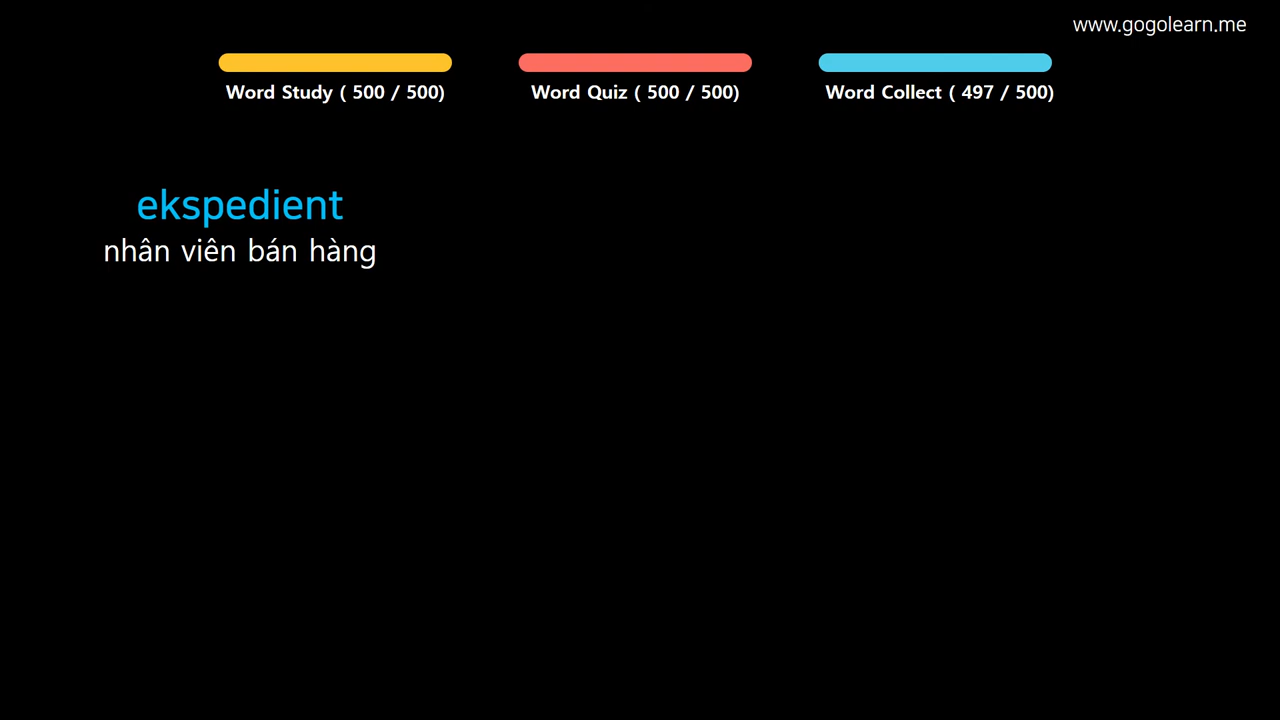 www.gogolearn.me
Word Study ( 500 / 500)
Word Quiz ( 500 / 500)
Word Collect ( 497 / 500)
ekspedient
nhân viên bán hàng